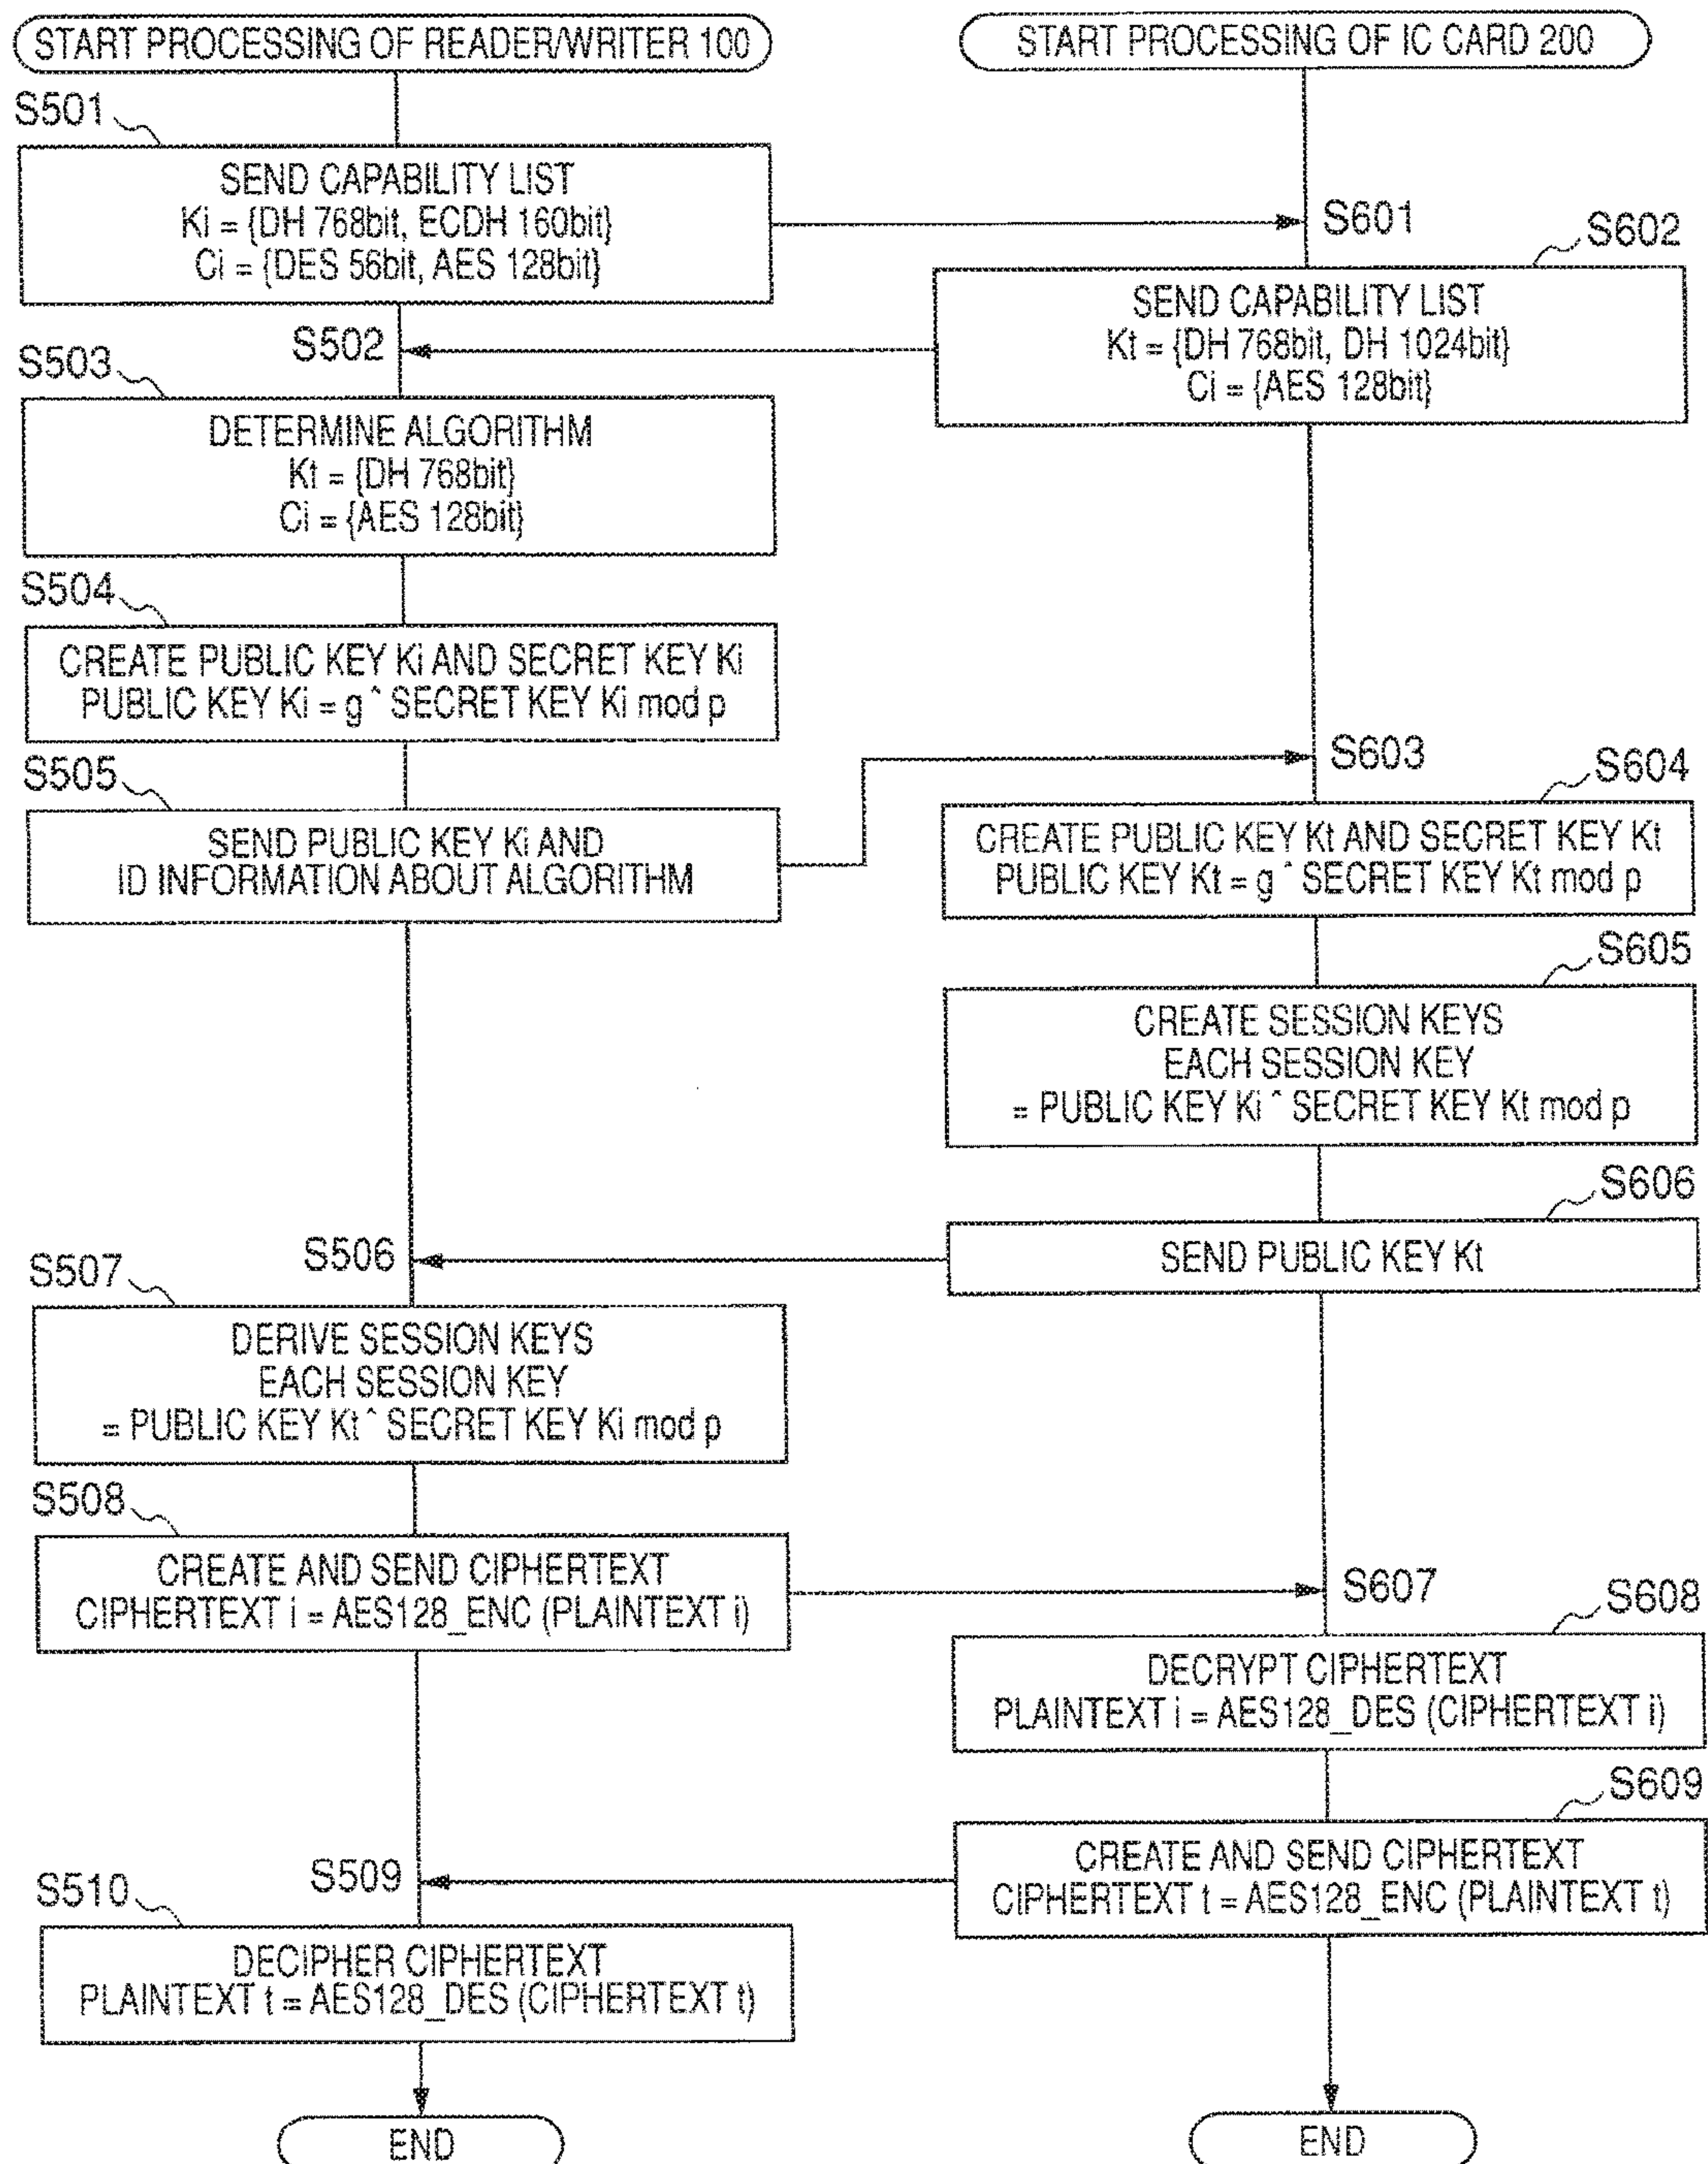 START PROCESSING OF READER/WRITER 100
START PROCESSING OF IC CARD 200
S501
SEND CAPABILITY LIST
Ki = {DH 768bit, ECDH 160bit}
Ci = {DES 56bit, AES 128bit}
S601
S602
SEND CAPABILITY LIST
Kt = {DH 768bit, DH 1024bit}
Ci = {AES 128bit}
S502
S503
DETERMINE ALGORITHM
Kt = {DH 768bit}
Ci = {AES 128bit}
S504
CREATE PUBLIC KEY Ki AND SECRET KEY Ki
PUBLIC KEY Ki = g ^ SECRET KEY Ki mod p
S505
SEND PUBLIC KEY Ki AND
ID INFORMATION ABOUT ALGORITHM
S603
S604
CREATE PUBLIC KEY Kt AND SECRET KEY Kt
PUBLIC KEY Kt = g ^ SECRET KEY Kt mod p
S605
CREATE SESSION KEYS
EACH SESSION KEY
= PUBLIC KEY Ki ^ SECRET KEY Kt mod p
S606
SEND PUBLIC KEY Kt
S506
S507
DERIVE SESSION KEYS
EACH SESSION KEY
= PUBLIC KEY Kt ^ SECRET KEY Ki mod p
S508
CREATE AND SEND CIPHERTEXT
CIPHERTEXT i = AES128_ENC (PLAINTEXT i)
S607
S608
DECRYPT CIPHERTEXT
PLAINTEXT i = AES128_DES (CIPHERTEXT i)
S609
CREATE AND SEND CIPHERTEXT
CIPHERTEXT t = AES128_ENC (PLAINTEXT t)
S509
S510
DECIPHER CIPHERTEXT
PLAINTEXT t = AES128_DES (CIPHERTEXT t)
END
END